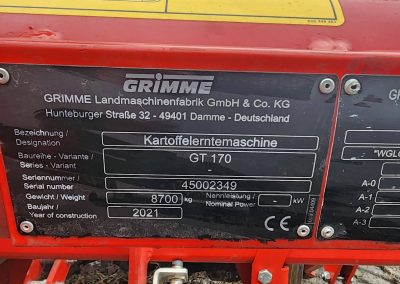 GRIMME
GRIMME Landmaschinenfabrik GmbH & Co. KG
Hunteburger Straße 32 - 49401 Damme - Deutschland
Bezeichnung /
Designation
Kartoffelerntemaschine
Baureihe - Variante /
Series - Variant
GT 170
-
Seriennummer /
Serial number
45002349
Gewicht / Weight
8700 kg
Nennleistung /
Nominal Power
- kW
Baujahr /
Year of construction
2021
CE
"WGLC
A-0
A-1
A-2
A-3